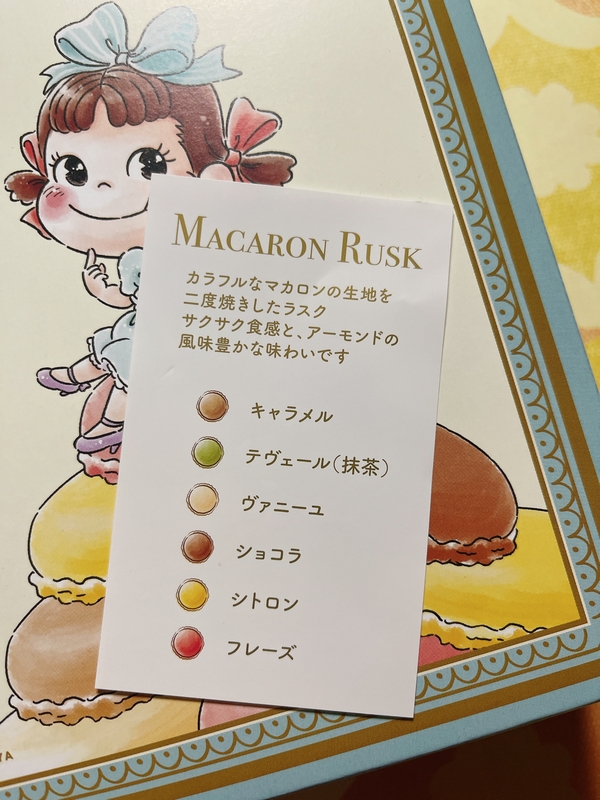 MACARON RUSK
カラフルなマカロンの生地を
二度焼きしたラスク
サクサク食感と、アーモンドの
風味豊かな味わいです
キャラメル
テヴェール(抹茶)
ヴァニーユ
ショコラ
シトロン
フレーズ